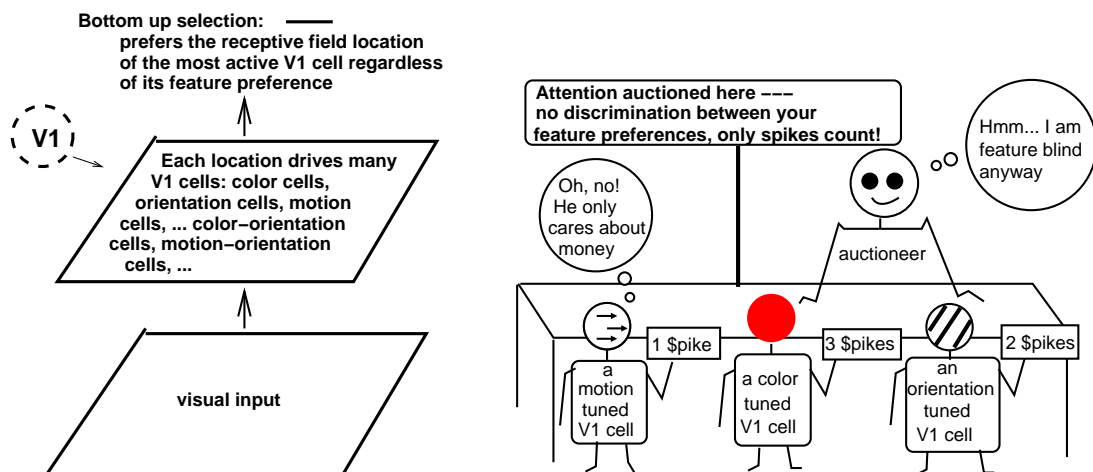 Bottom up selection:
prefers the receptive field location
of the most active V1 cell regardless
of its feature preference
V1
Each location drives many
V1 cells: color cells,
orientation cells, motion
cells, ... color−orientation
cells, motion−orientation
cells, ...
visual input
Attention auctioned here −−−
no discrimination between your
feature preferences, only spikes count!
Hmm... I am
feature blind
anyway
Oh, no!
He only
cares about
money
auctioneer
1 $pike
3 $pikes
2 $pikes
a
motion
tuned
V1 cell
a color
tuned
V1 cell
an
orientation
tuned
V1 cell